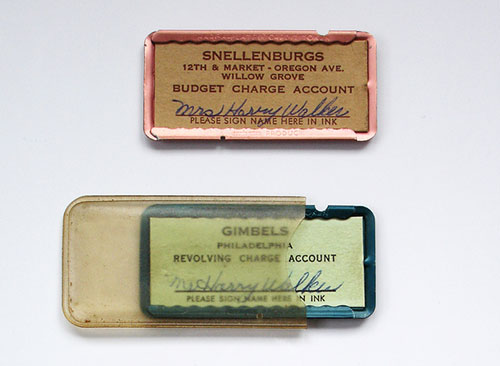 SNELLENBURGS
12TH & MARKET - OREGON AVE.
WILLOW GROVE
BUDGET CHARGE ACCOUNT
Mrs Harry Walker
PLEASE SIGN NAME HERE IN INK
GIMBELS
PHILADELPHIA
REVOLVING CHARGE ACCOUNT
Mrs Harry Walker
PLEASE SIGN NAME HERE IN INK